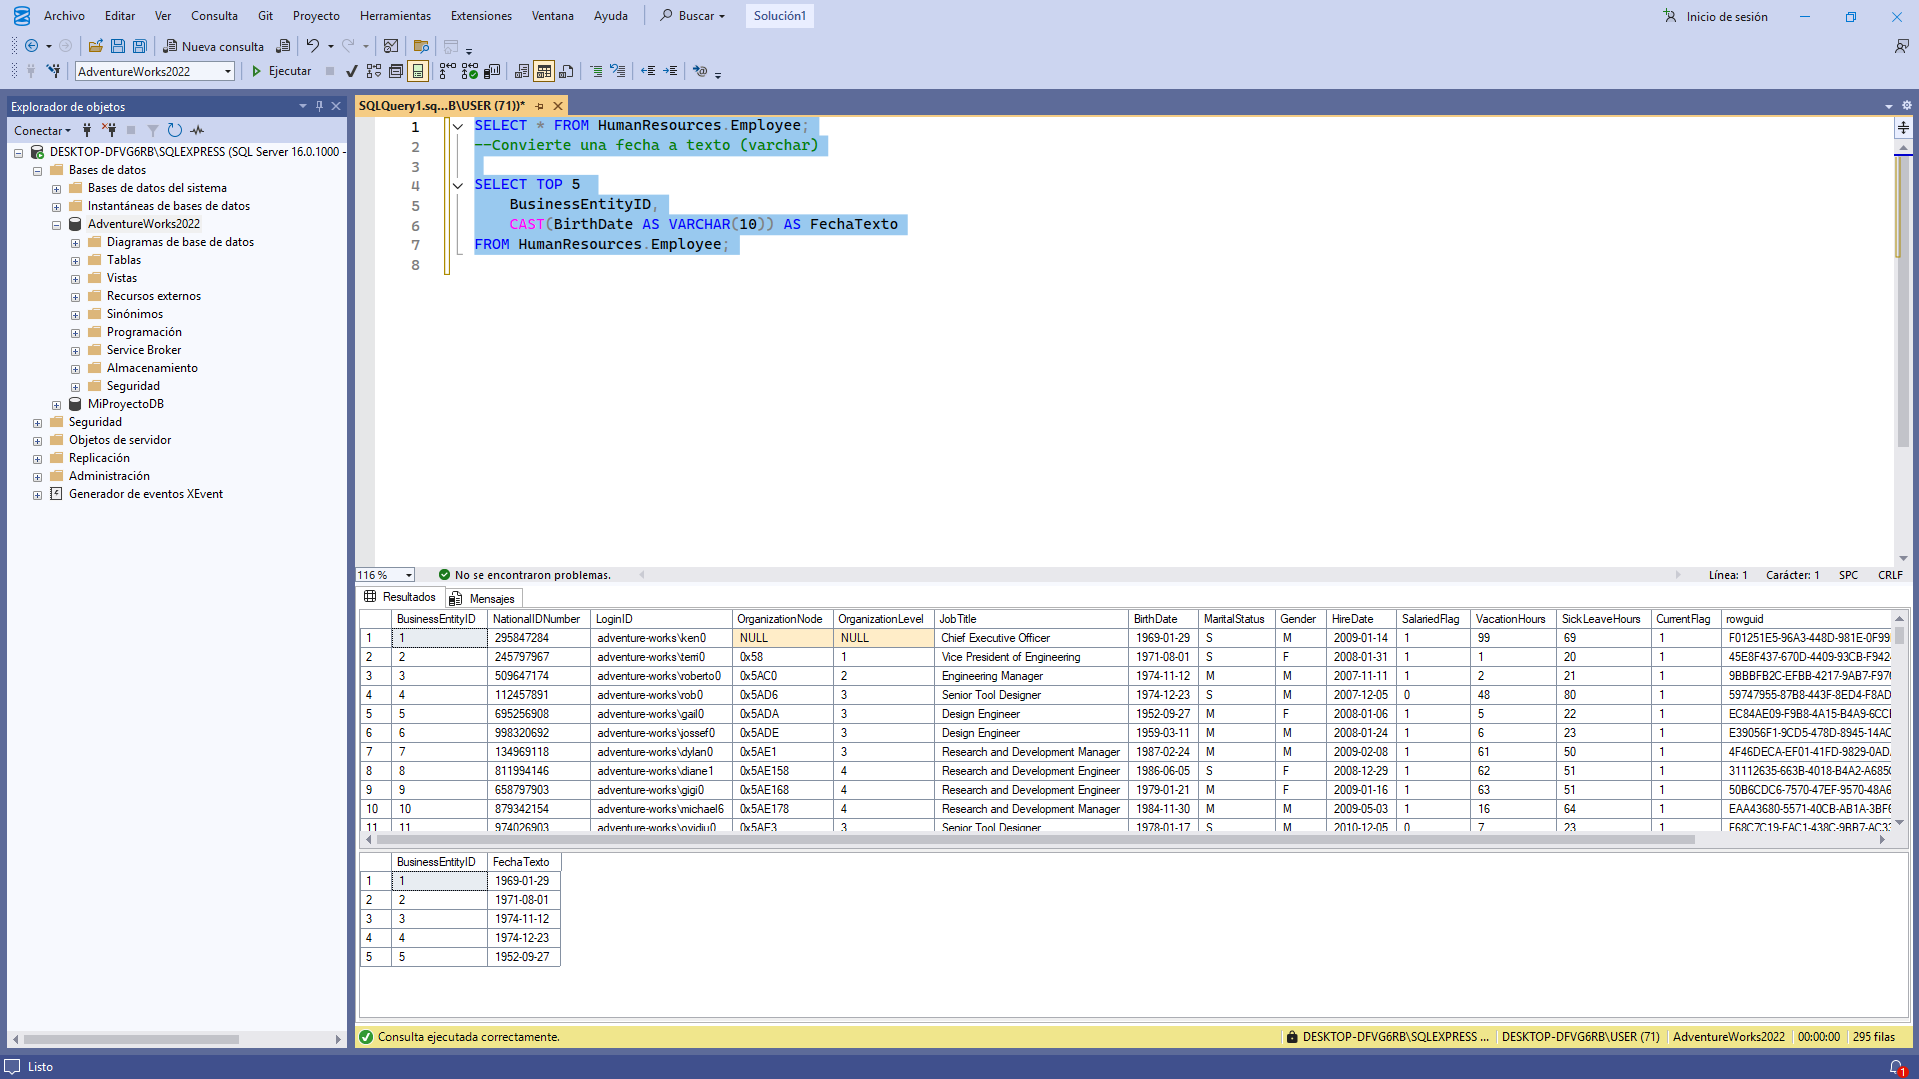 Archivo Editar Ver Consulta Git Proyecto Herramientas Extensiones Ventana Ayuda Buscar Solución1 Inicio de sesión
Nueva consulta
AdventureWorks2022 Ejecutar
Explorador de objetos
Conectar
DESKTOP-DFVG6RB\SQLEXPRESS (SQL Server 16.0.1000 -
Bases de datos
Bases de datos del sistema
Instantáneas de bases de datos
AdventureWorks2022
Diagramas de base de datos
Tablas
Vistas
Recursos externos
Sinónimos
Programación
Service Broker
Almacenamiento
Seguridad
MiProyectoDB
Seguridad
Objetos de servidor
Replicación
Administración
Generador de eventos XEvent
SQLQuery1.sq...B\USER (71))*
1 SELECT * FROM HumanResources.Employee;
2 --Convierte una fecha a texto (varchar)
3
4 SELECT TOP 5
5 BusinessEntityID,
6 CAST(BirthDate AS VARCHAR(10)) AS FechaTexto
7 FROM HumanResources.Employee;
8
116 % No se encontraron problemas. Línea: 1 Carácter: 1 SPC CRLF
Resultados Mensajes
BusinessEntityID NationalIDNumber LoginID OrganizationNode OrganizationLevel JobTitle BirthDate MaritalStatus Gender HireDate SalariedFlag VacationHours SickLeaveHours CurrentFlag rowguid
1 1 295847284 adventure-works\ken0 NULL NULL Chief Executive Officer 1969-01-29 S M 2009-01-14 1 99 69 1 F01251E5-96A3-448D-981E-0F99
2 2 245797967 adventure-works\terri0 0x58 1 Vice President of Engineering 1971-08-01 S F 2008-01-31 1 1 20 1 45E8F437-670D-4409-93CB-F942
3 3 509647174 adventure-works\roberto0 0x5AC0 2 Engineering Manager 1974-11-12 M M 2007-11-11 1 2 21 1 9BBBFB2C-EFBB-4217-9AB7-F976
4 4 112457891 adventure-works\rob0 0x5AD6 3 Senior Tool Designer 1974-12-23 S M 2007-12-05 0 48 80 1 59747955-87B8-443F-8ED4-F8AD
5 5 695256908 adventure-works\gail0 0x5ADA 3 Design Engineer 1952-09-27 M F 2008-01-06 1 5 22 1 EC84AE09-F9B8-4A15-B4A9-6CC
6 6 998320692 adventure-works\jossef0 0x5ADE 3 Design Engineer 1959-03-11 M M 2008-01-24 1 6 23 1 E39056F1-9CD5-478D-8945-14AC
7 7 134969118 adventure-works\dylan0 0x5AE1 3 Research and Development Manager 1987-02-24 M M 2009-02-08 1 61 50 1 4F46DECA-EF01-41FD-9829-0AD
8 8 811994146 adventure-works\diane1 0x5AE158 4 Research and Development Engineer 1986-06-05 S F 2008-12-29 1 62 51 1 31112635-663B-4018-B4A2-A685
9 9 658797903 adventure-works\gigi0 0x5AE168 4 Research and Development Engineer 1979-01-21 M F 2009-01-16 1 63 51 1 50B6CDC6-7570-47EF-9570-48A6
10 10 879342154 adventure-works\michael6 0x5AE178 4 Research and Development Manager 1984-11-30 M M 2009-05-03 1 16 64 1 EAA43680-5571-40CB-AB1A-3BF6
11 11 974026903 adventure-works\ovidiu0 0x5AE3 3 Senior Tool Designer 1978-01-17 S M 2010-12-05 0 7 23 1 F68C7C19-FAC1-438C-9BB7-AC33
BusinessEntityID FechaTexto
1 1 1969-01-29
2 2 1971-08-01
3 3 1974-11-12
4 4 1974-12-23
5 5 1952-09-27
Consulta ejecutada correctamente. DESKTOP-DFVG6RB\SQLEXPRESS ... DESKTOP-DFVG6RB\USER (71) AdventureWorks2022 00:00:00 295 filas
Listo 1